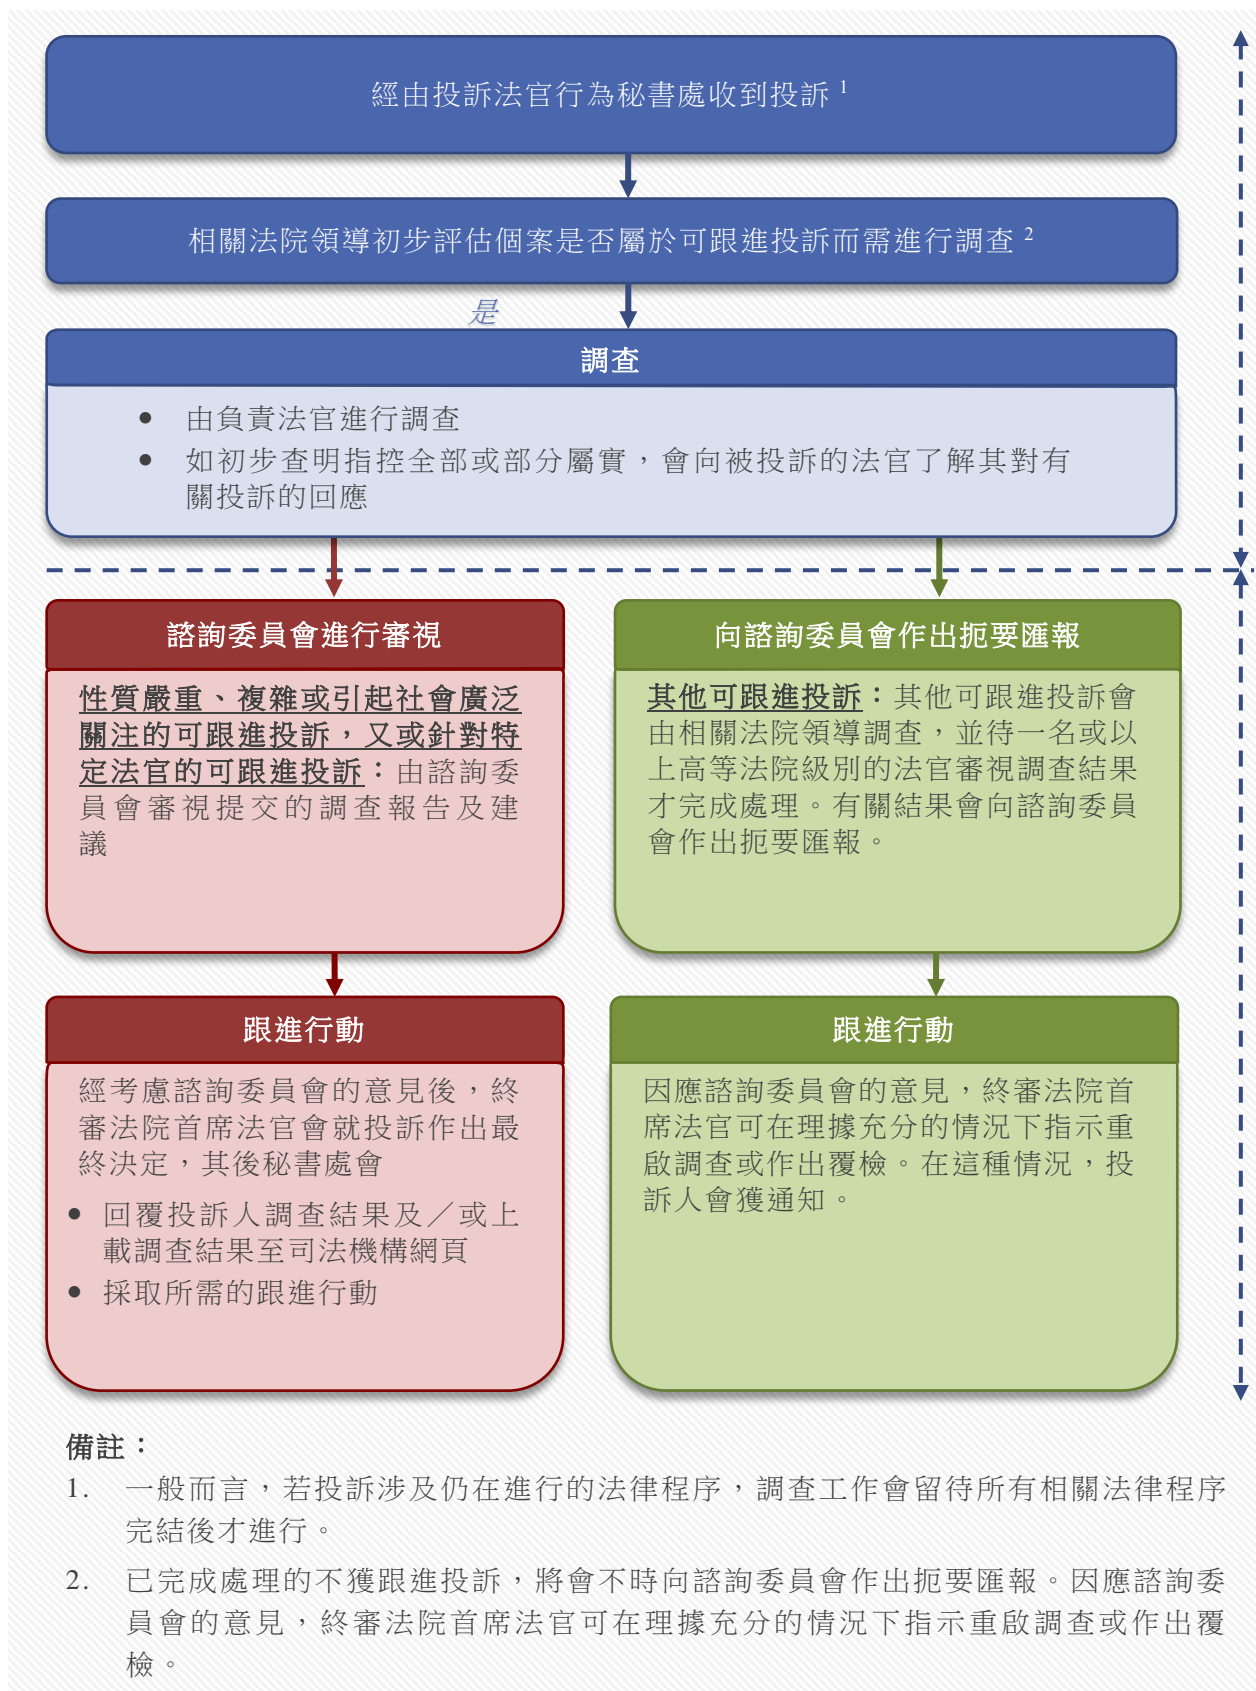 經由投訴法官行為秘書處收到投訴 1
相關法院領導初步評估個案是否屬於可跟進投訴而需進行調查 2
是
調查
• 由負責法官進行調查
• 如初步查明指控全部或部分屬實，會向被投訴的法官了解其對有
關投訴的回應
諮詢委員會進行審視
性質嚴重、複雜或引起社會廣泛
關注的可跟進投訴，又或針對特
定法官的可跟進投訴：由諮詢委
員會審視提交的調查報告及建
議
向諮詢委員會作出扼要匯報
其他可跟進投訴：其他可跟進投訴會
由相關法院領導調查，並待一名或以
上高等法院級別的法官審視調查結果
才完成處理。有關結果會向諮詢委員
會作出扼要匯報。
跟進行動
經考慮諮詢委員會的意見後，終
審法院首席法官會就投訴作出最
終決定，其後秘書處會
• 回覆投訴人調查結果及／或上
載調查結果至司法機構網頁
• 採取所需的跟進行動
跟進行動
因應諮詢委員會的意見，終審法院首
席法官可在理據充分的情況下指示重
啟調查或作出覆檢。在這種情況，投
訴人會獲通知。
備註：
1. 一般而言，若投訴涉及仍在進行的法律程序，調查工作會留待所有相關法律程序
完結後才進行。
2. 已完成處理的不獲跟進投訴，將會不時向諮詢委員會作出扼要匯報。因應諮詢委
員會的意見，終審法院首席法官可在理據充分的情況下指示重啟調查或作出覆
檢。